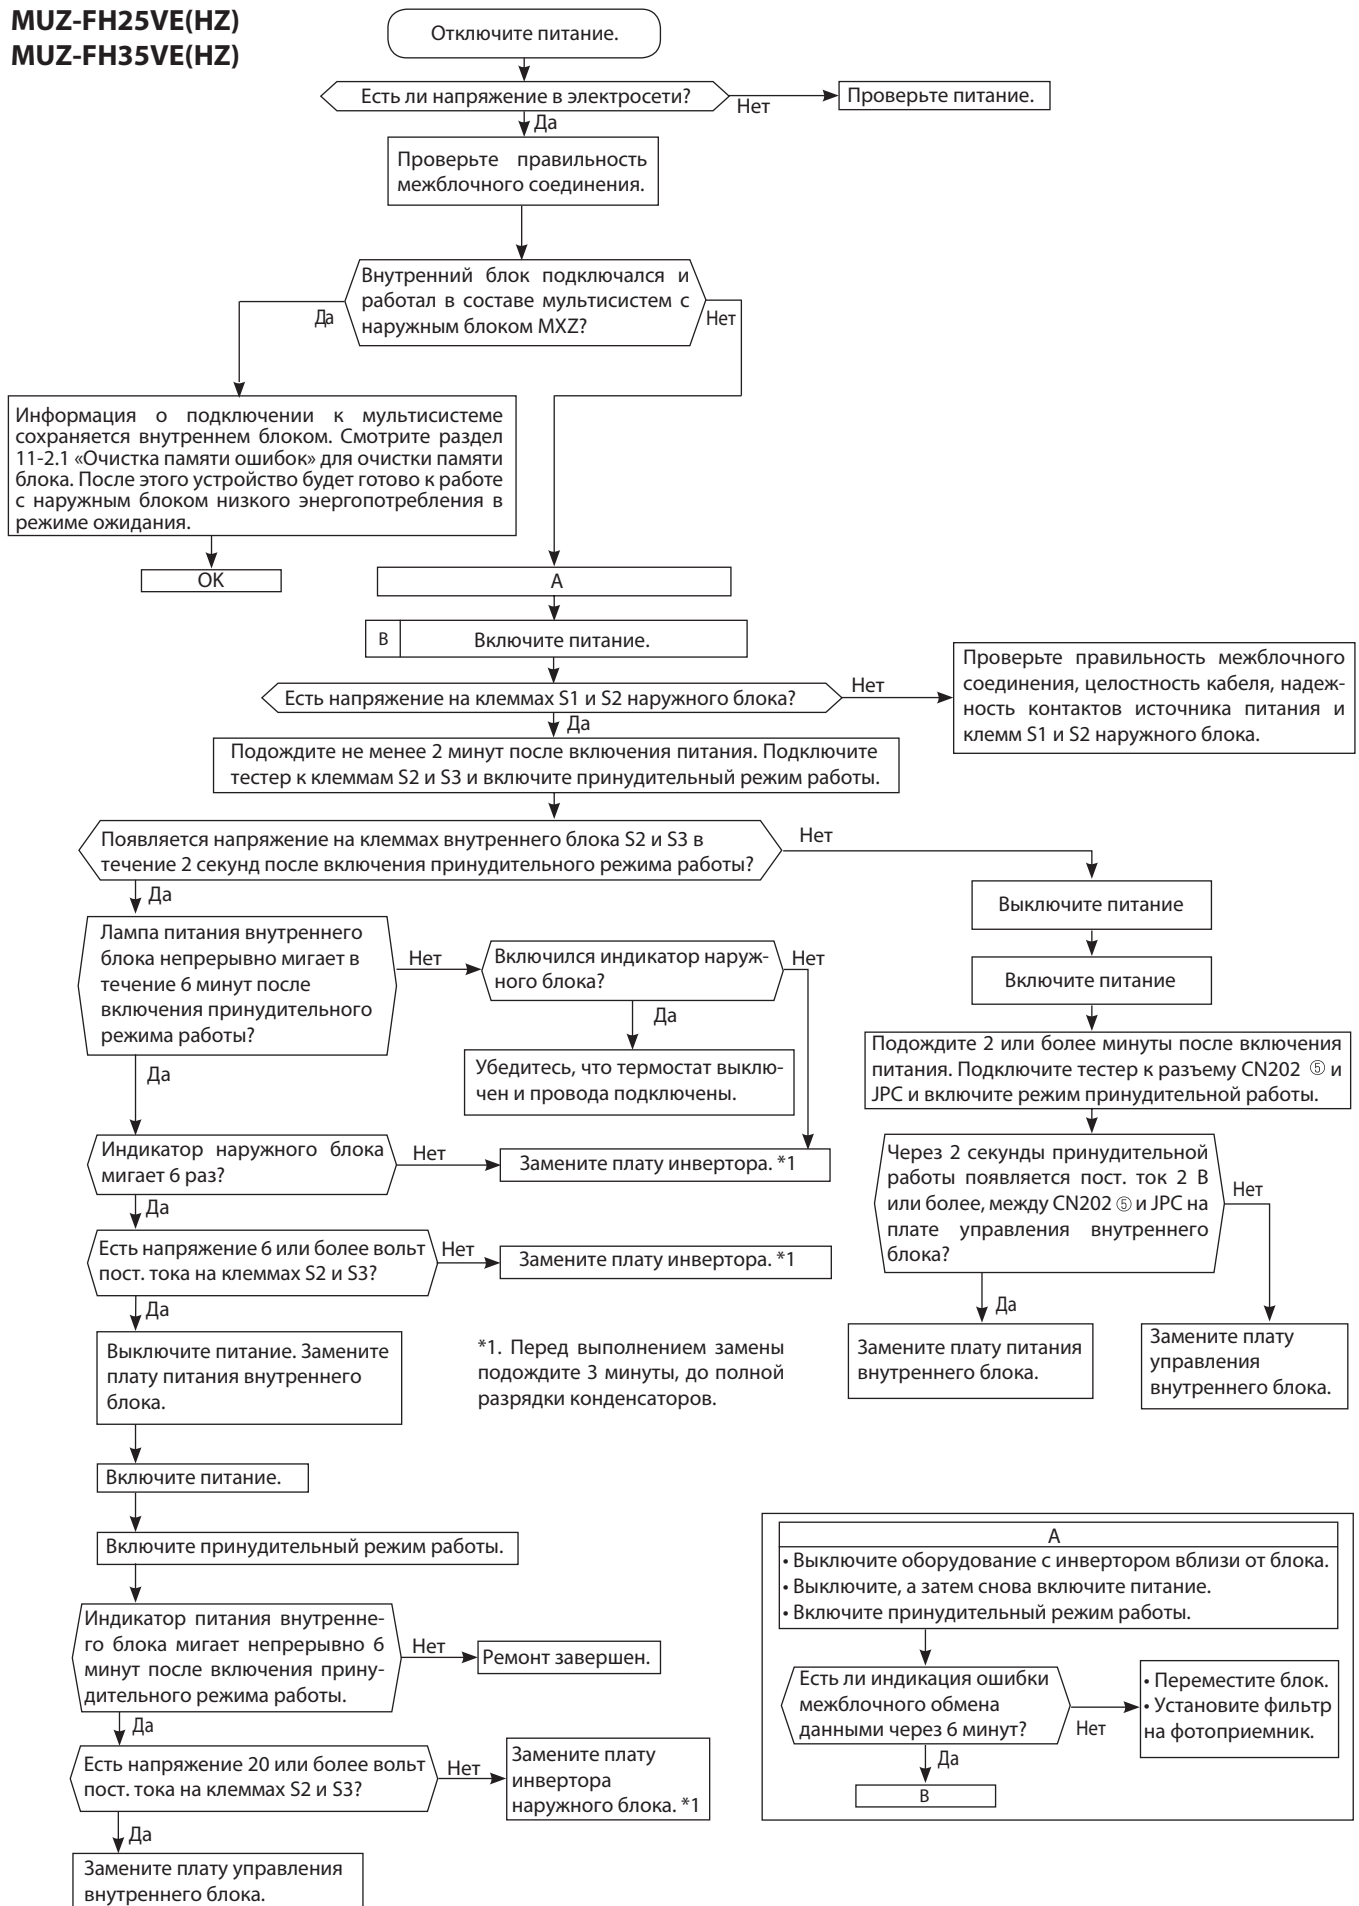 MUZ-FH25VE(HZ)
MUZ-FH35VE(HZ)
Отключите питание.
Есть ли напряжение в электросети?
Нет
Проверьте питание.
Да
Проверьте правильность
межблочного соединения.
Внутренний блок подключался и
работал в составе мультисистем с
наружным блоком MXZ?
Да
Нет
Информация о подключении к мультисистеме
сохраняется внутреннем блоком. Смотрите раздел
11-2.1 «Очистка памяти ошибок» для очистки памяти
блока. После этого устройство будет готово к работе
с наружным блоком низкого энергопотребления в
режиме ожидания.
OK
A
B
Включите питание.
Есть напряжение на клеммах S1 и S2 наружного блока?
Нет
Проверьте правильность межблочного
соединения, целостность кабеля, надеж-
ность контактов источника питания и
клемм S1 и S2 наружного блока.
Да
Подождите не менее 2 минут после включения питания. Подключите
тестер к клеммам S2 и S3 и включите принудительный режим работы.
Появляется напряжение на клеммах внутреннего блока S2 и S3 в
течение 2 секунд после включения принудительного режима работы?
Нет
Да
Выключите питание
Включите питание
Подождите 2 или более минуты после включения
питания. Подключите тестер к разъему CN202 ⑤ и
JPC и включите режим принудительной работы.
Через 2 секунды принудительной
работы появляется пост. ток 2 В
или более, между CN202 ⑤ и JPC на
плате управления внутреннего
блока?
Нет
Да
Замените плату питания
внутреннего блока.
Замените плату
управления
внутреннего блока.
Лампа питания внутреннего
блока непрерывно мигает в
течение 6 минут после
включения принудительного
режима работы?
Нет
Включился индикатор наруж-
ного блока?
Нет
Да
Убедитесь, что термостат выклю-
чен и провода подключены.
Да
Индикатор наружного блока
мигает 6 раз?
Нет
Замените плату инвертора. *1
Да
Есть напряжение 6 или более вольт
пост. тока на клеммах S2 и S3?
Нет
Замените плату инвертора. *1
Да
Выключите питание. Замените
плату питания внутреннего
блока.
*1. Перед выполнением замены
подождите 3 минуты, до полной
разрядки конденсаторов.
Включите питание.
Включите принудительный режим работы.
Индикатор питания внутренне-
го блока мигает непрерывно 6
минут после включения прину-
дительного режима работы.
Нет
Ремонт завершен.
Да
Есть напряжение 20 или более вольт
пост. тока на клеммах S2 и S3?
Нет
Замените плату
инвертора
наружного блока. *1
Да
Замените плату управления
внутреннего блока.
A
• Выключите оборудование с инвертором вблизи от блока.
• Выключите, а затем снова включите питание.
• Включите принудительный режим работы.
Есть ли индикация ошибки
межблочного обмена
данными через 6 минут?
Нет
• Переместите блок.
• Установите фильтр
на фотоприемник.
Да
B